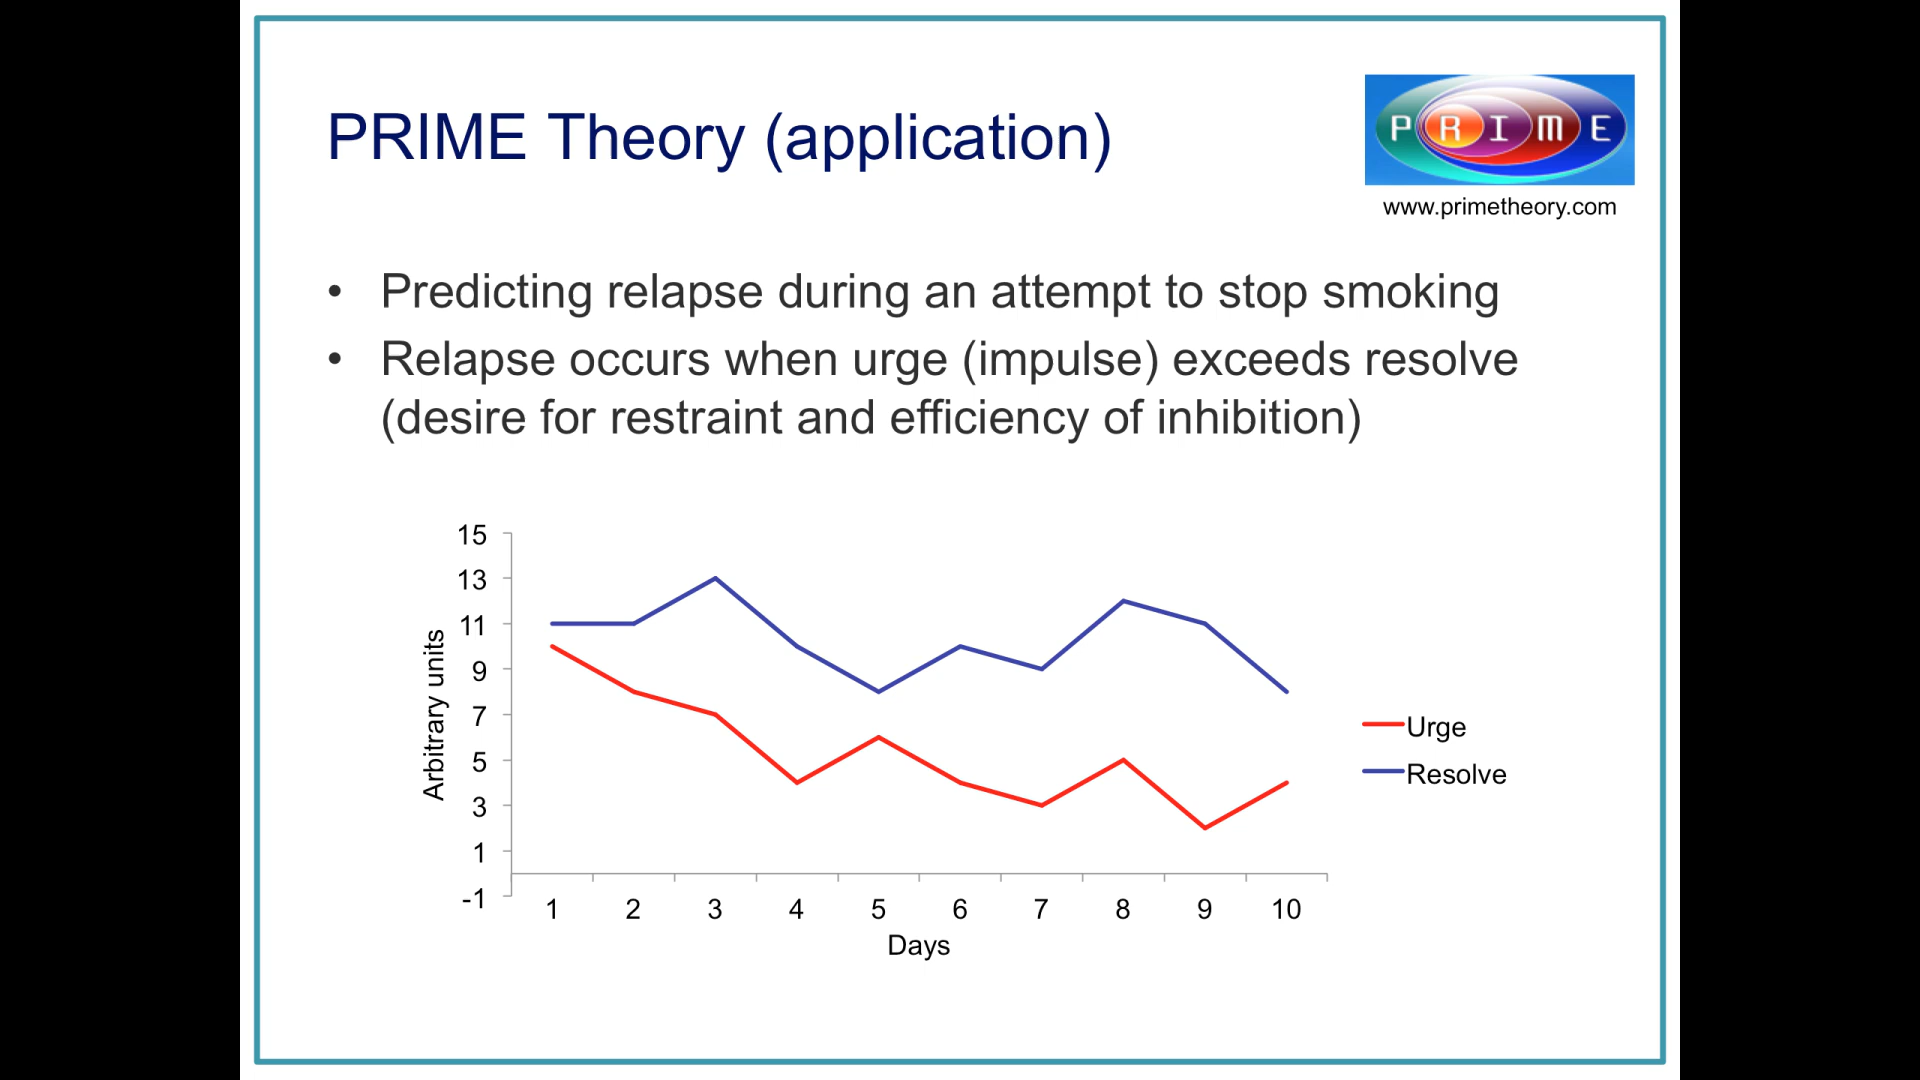 PRIME Theory (application)
PRIME
www.primetheory.com
• Predicting relapse during an attempt to stop smoking
• Relapse occurs when urge (impulse) exceeds resolve
(desire for restraint and efficiency of inhibition)
15
13
11
9
7
5
3
1
-1
Arbitrary units
1 2 3 4 5 6 7 8 9 10
Days
Urge
Resolve